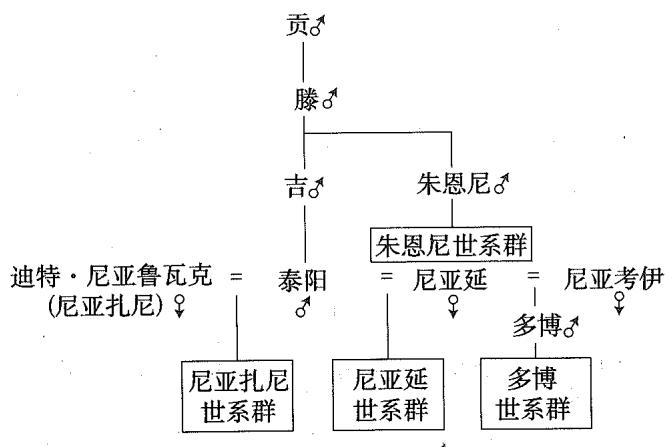 贡♂
滕♂
吉♂
朱恩尼♂
朱恩尼世系群
迪特·尼亚鲁瓦克
(尼亚扎尼)♀
=
泰阳
♂
=
尼亚延
♀
=
尼亚考伊
♀
多博♂
尼亚扎尼
世系群
尼亚延
世系群
多博
世系群